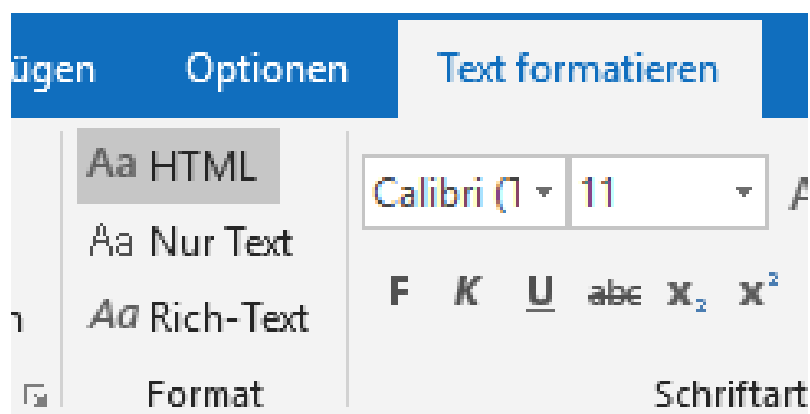 ügen Optionen Text formatieren
Aa HTML
Calibri (T 11 A
Aa Nur Text
F K U abc x₂ x²
n Aa Rich-Text
Format Schriftart